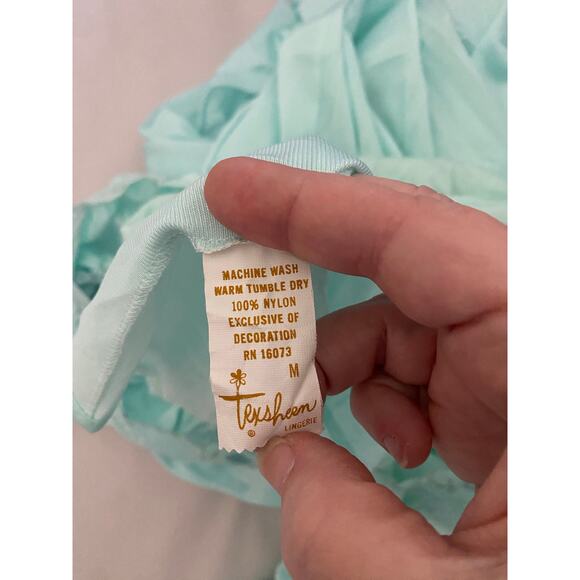 MACHINE WASH
WARM TUMBLE DRY
100% NYLON
EXCLUSIVE OF
DECORATION
RN 16073
M
Texsheen
®
LINGERIE